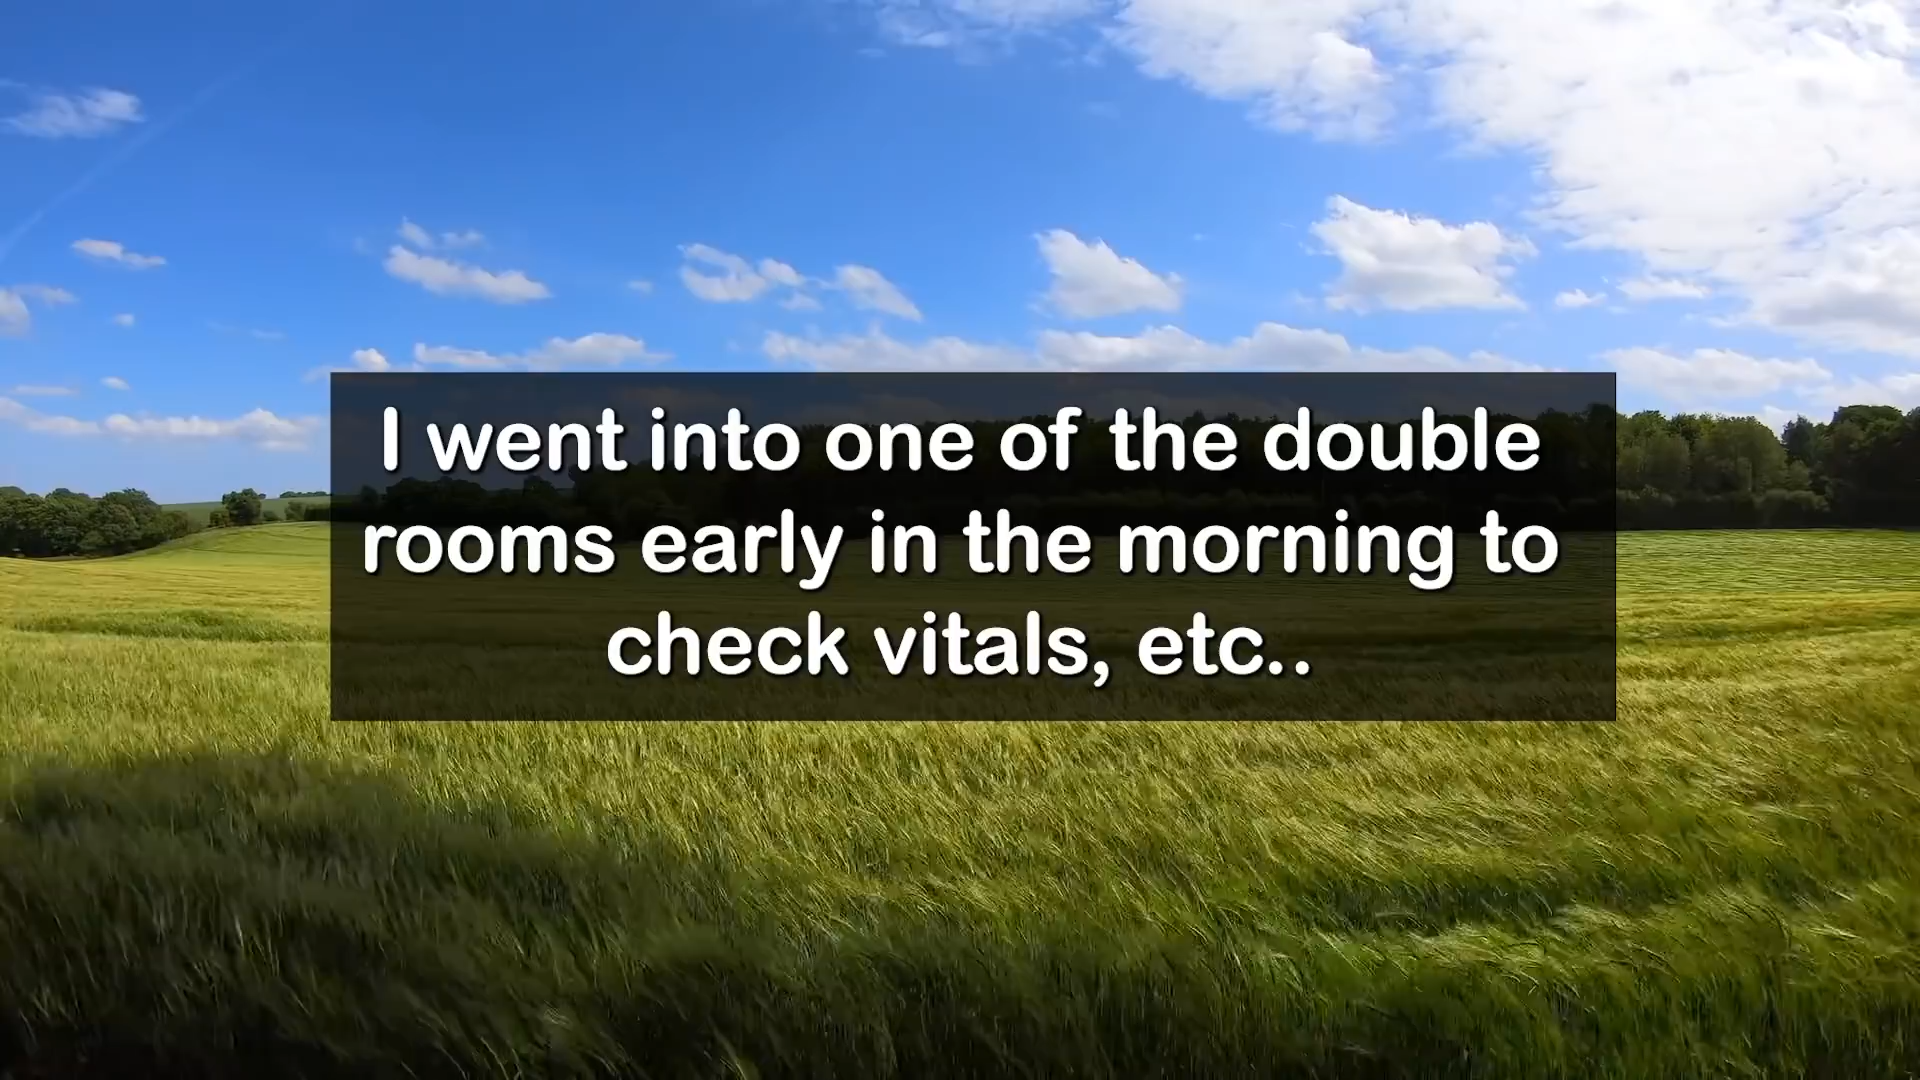 I went into one of the double
rooms early in the morning to
check vitals, etc..